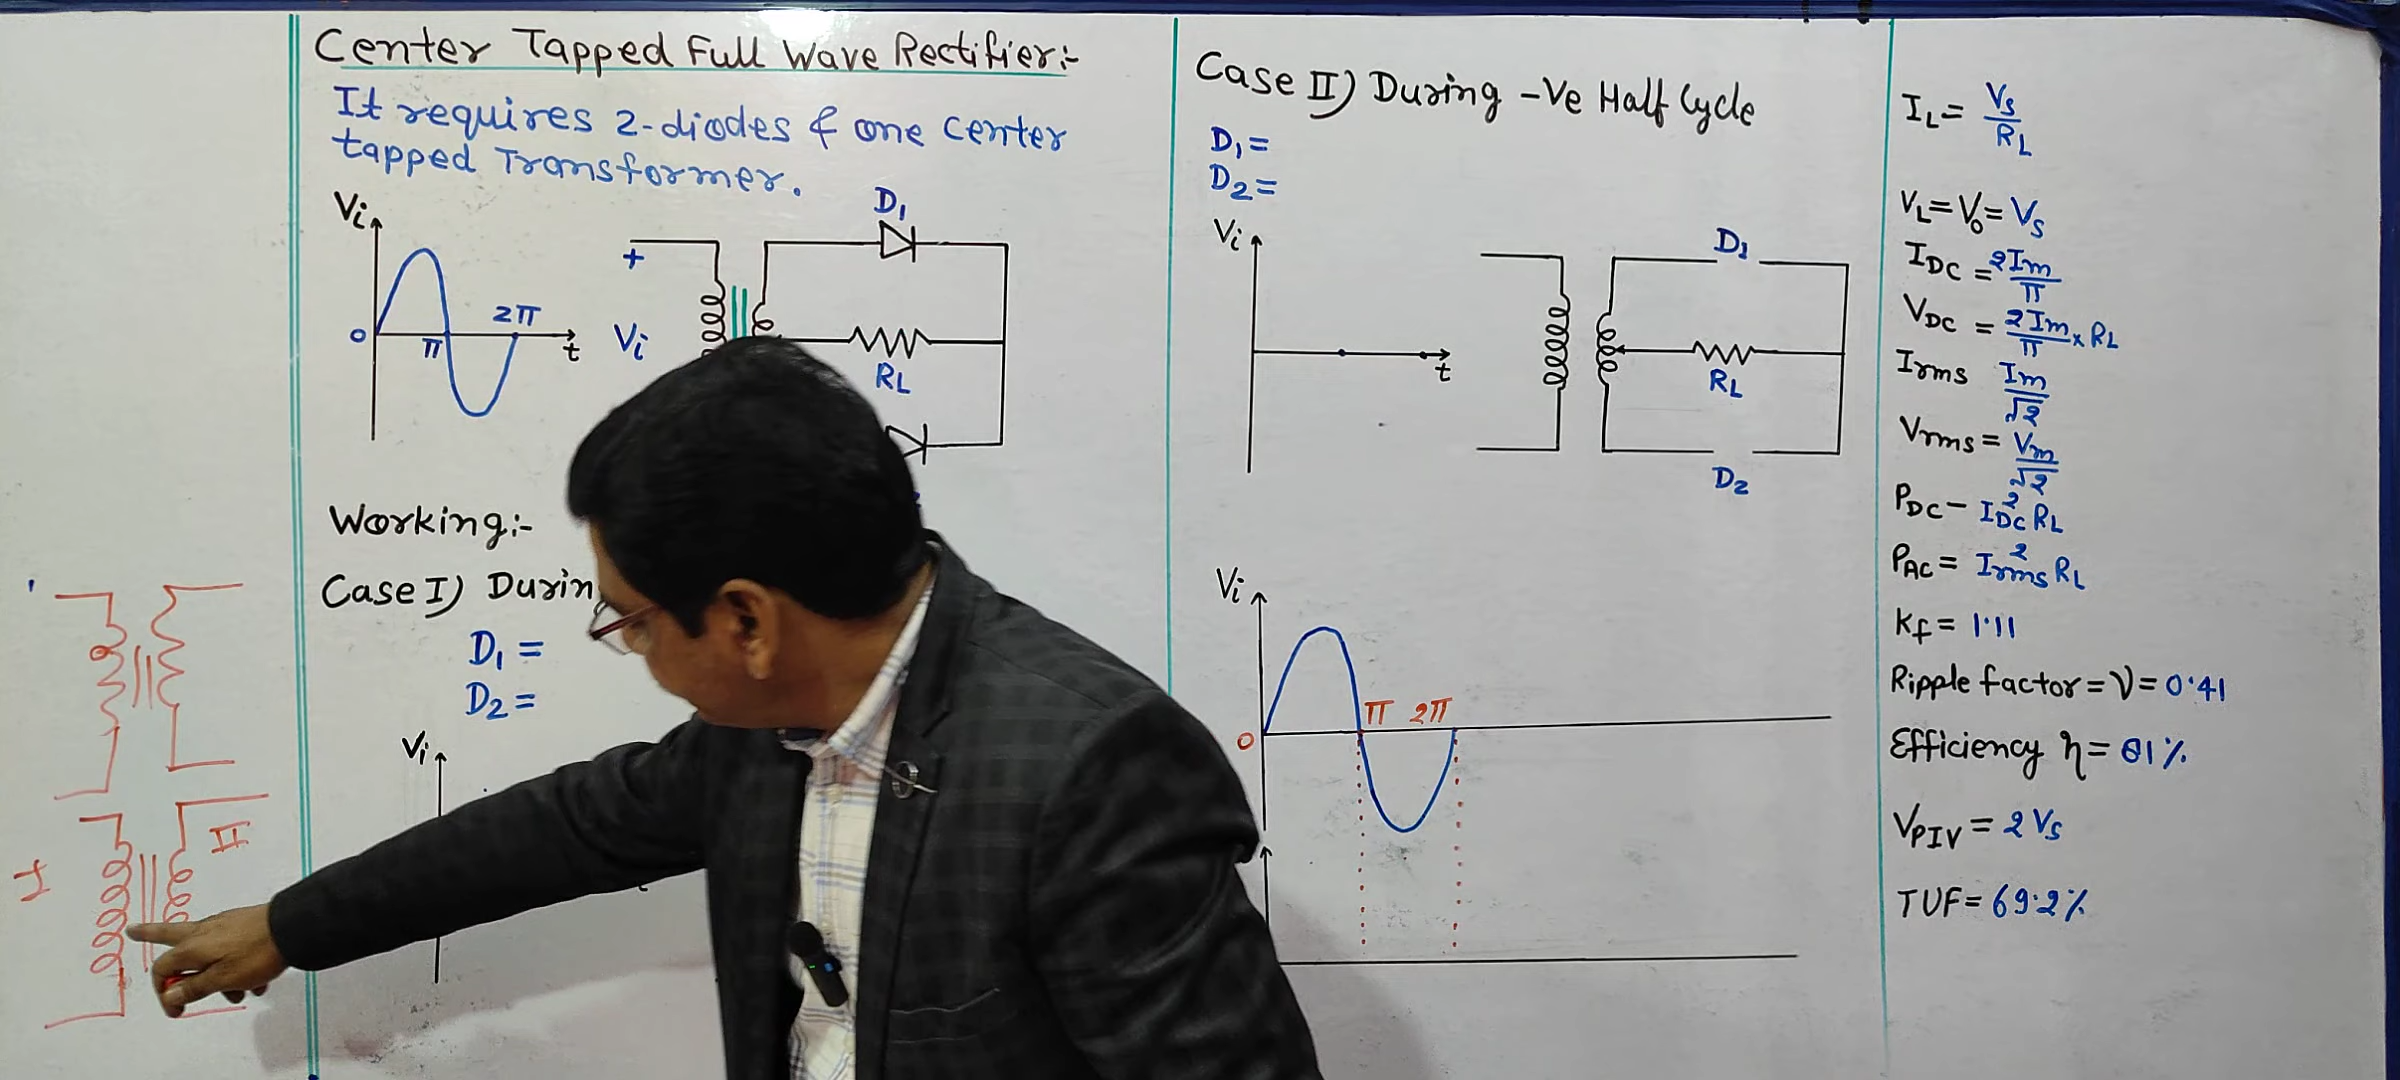 Center Tapped Full Wave Rectifier:-
It requires 2-diodes & one center
tapped Transformer.
Vi
0
π
2π
t
+
Vi
D1
RL
Working:-
Case I) Durin
D1 =
D2 =
Vi
I
II
Case II) During -Ve Half Cycle
D1 =
D2 =
Vi
t
D1
RL
D2
Vi
0
π 2π
IL = Vs/RL
VL = Vo = Vs
IDC = 2Im/π
VDC = 2Im/π × RL
Irms Im/√2
Vrms = Vm/√2
PDC - I²DC RL
PAC = I²rms RL
Kf = 1.11
Ripple factor = ν = 0.41
Efficiency η = 81%
VPIV = 2Vs
TUF = 69.2%